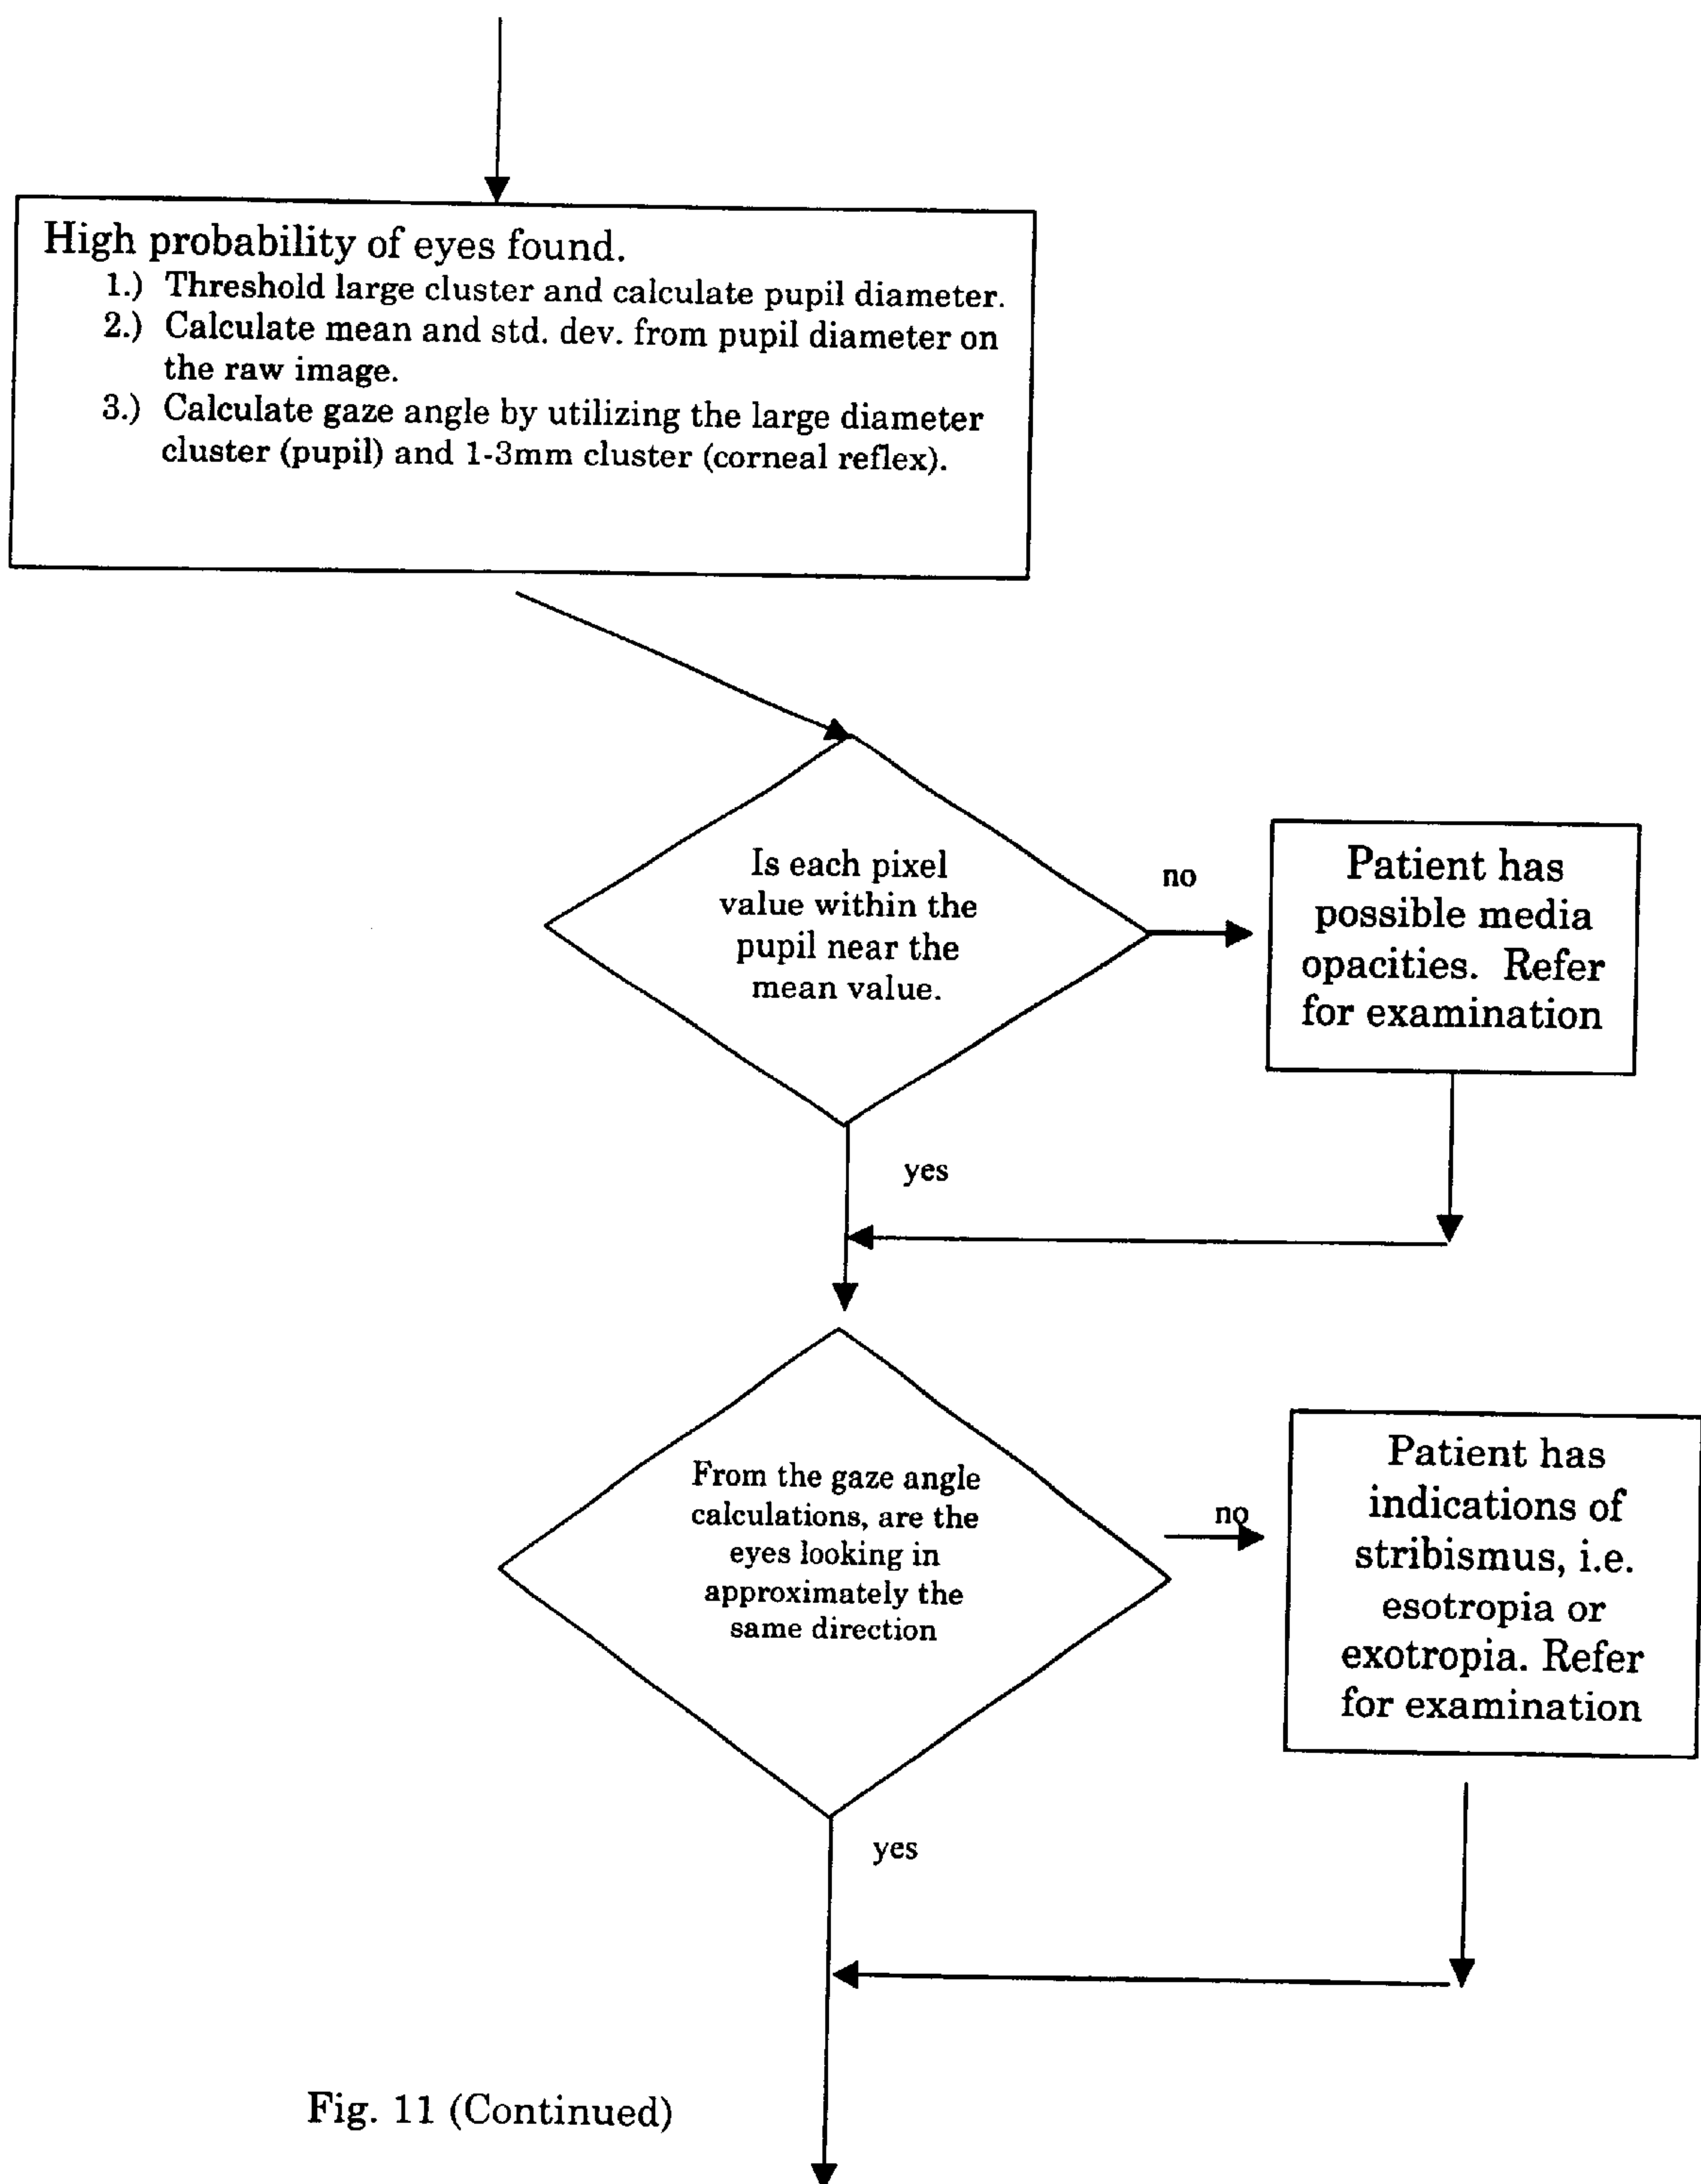 High probability of eyes found.
1.) Threshold large cluster and calculate pupil diameter.
2.) Calculate mean and std. dev. from pupil diameter on
the raw image.
3.) Calculate gaze angle by utilizing the large diameter
cluster (pupil) and 1-3mm cluster (corneal reflex).
Is each pixel
value within the
pupil near the
mean value.
no
Patient has
possible media
opacities. Refer
for examination
yes
From the gaze angle
calculations, are the
eyes looking in
approximately the
same direction
no
Patient has
indications of
stribismus, i.e.
esotropia or
exotropia. Refer
for examination
yes
Fig. 11 (Continued)